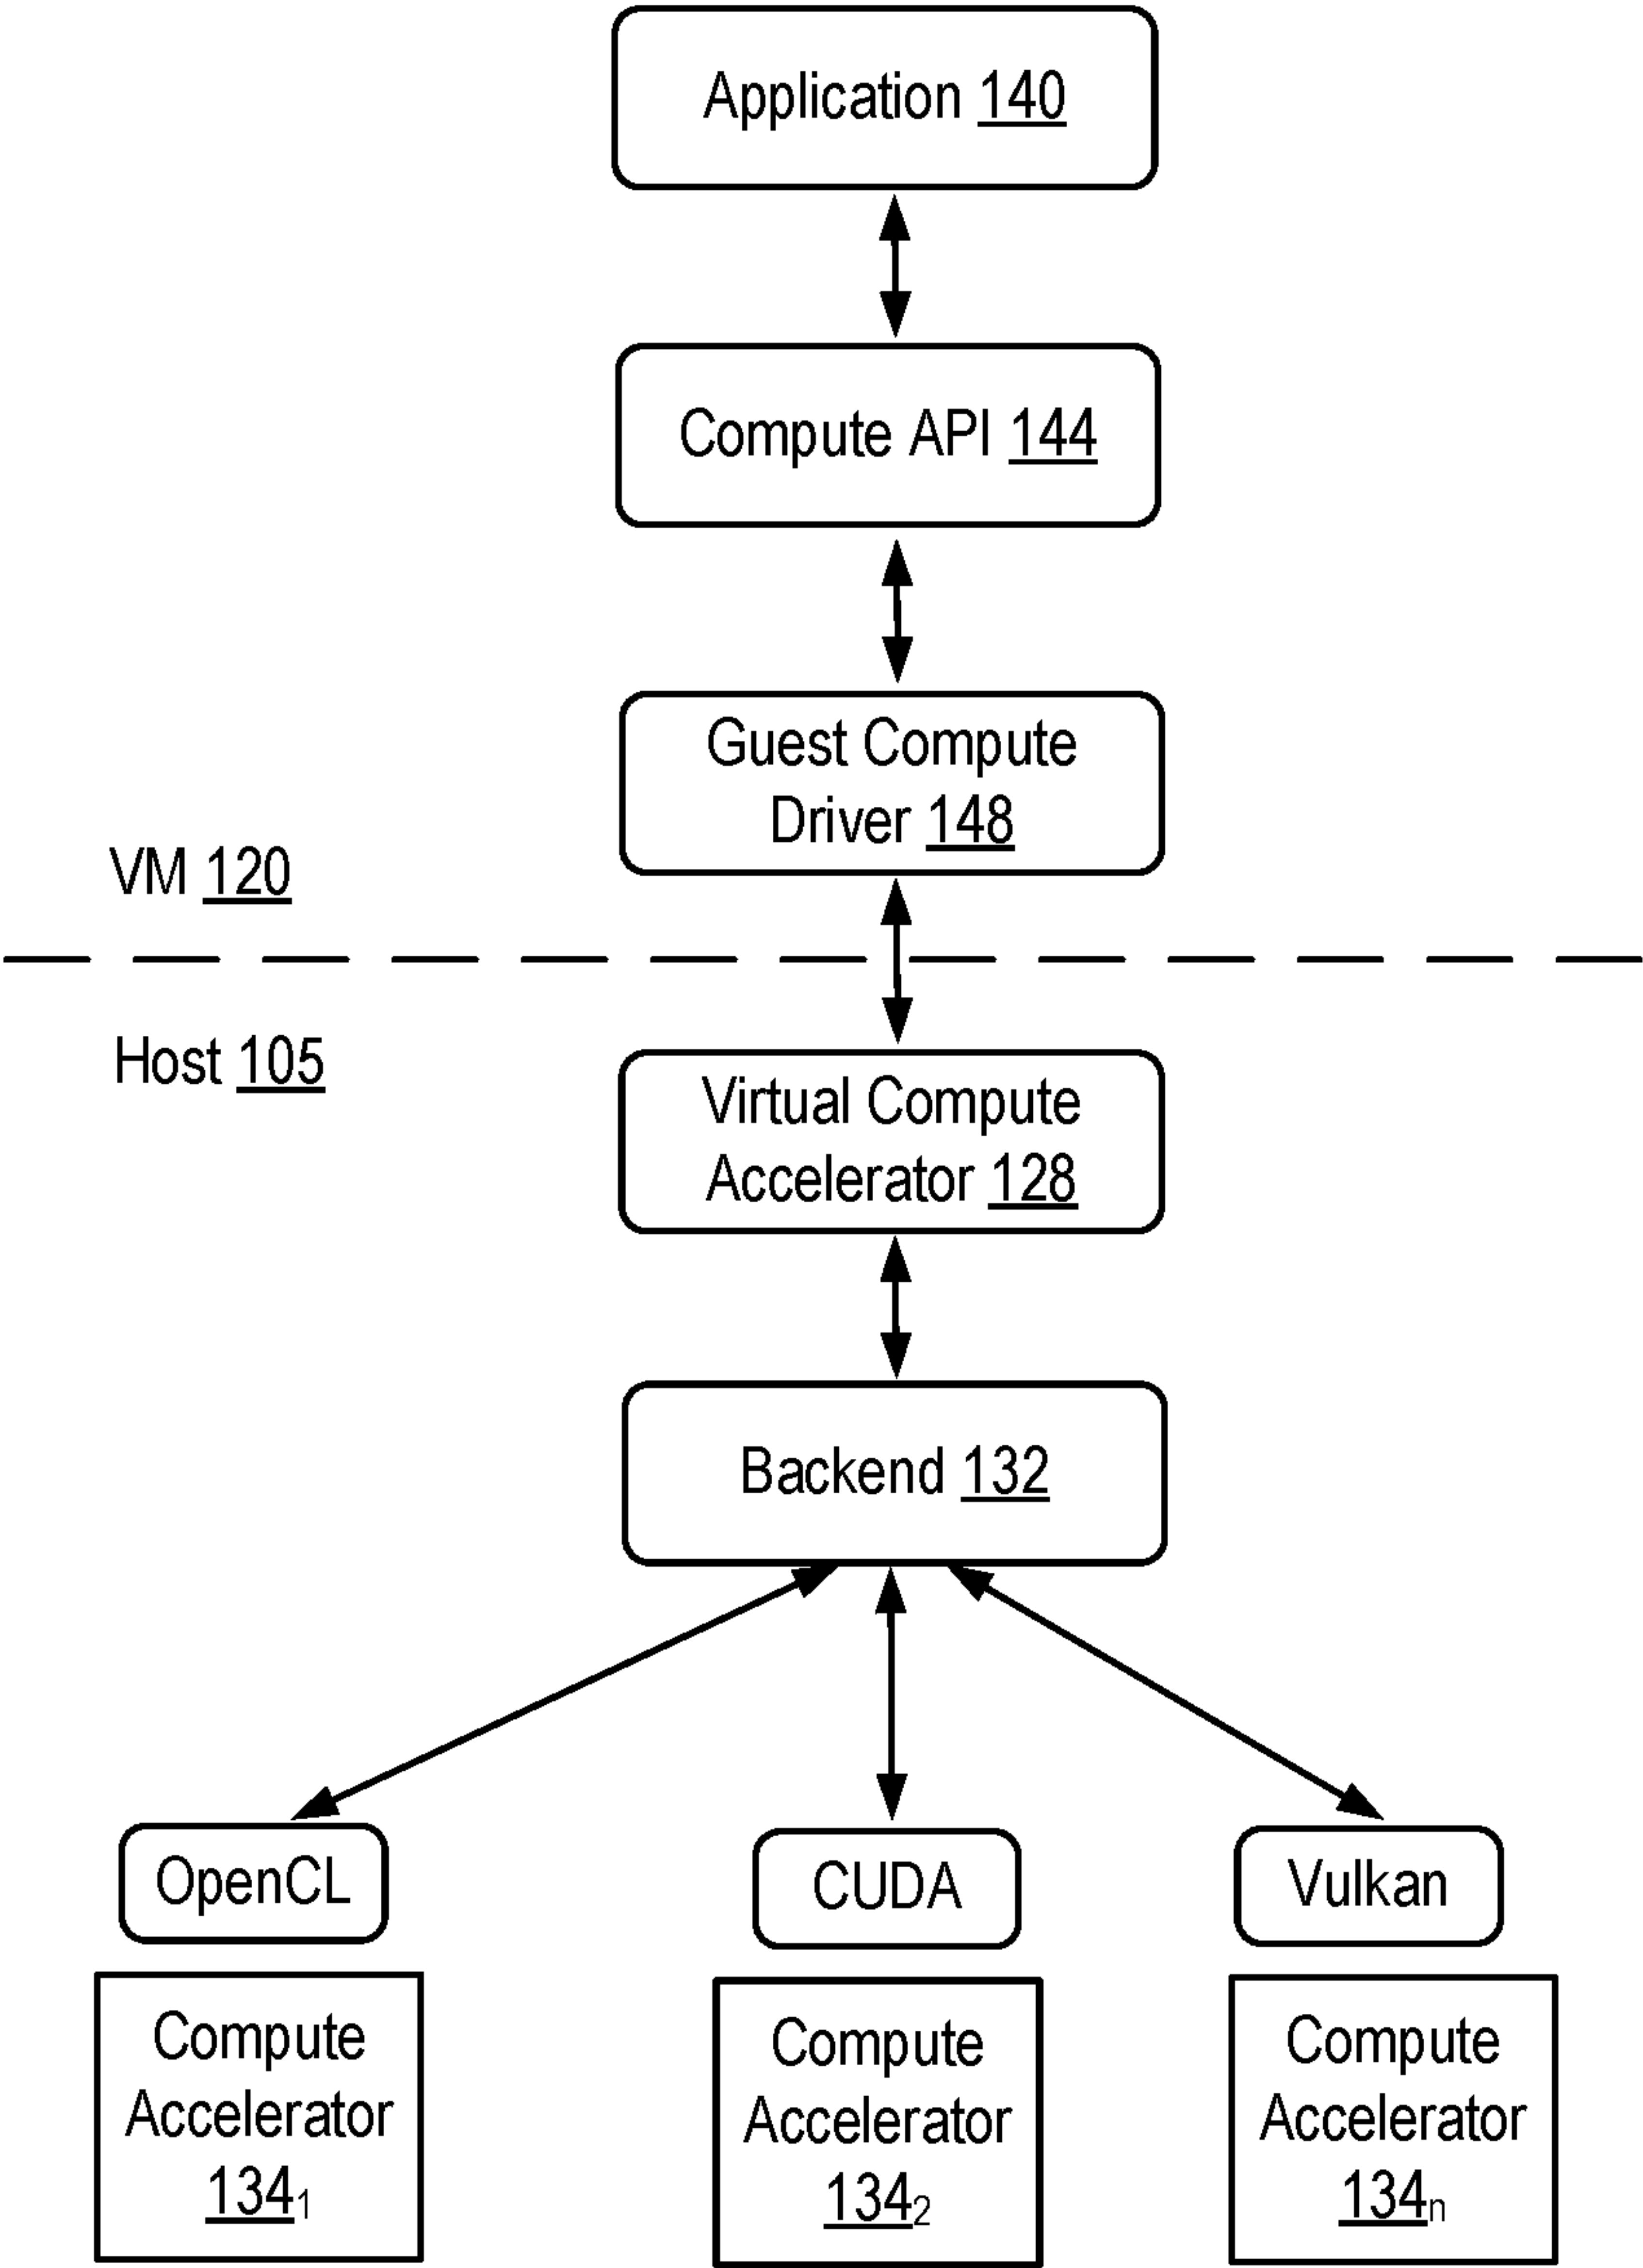 Application 140
Compute API 144
Guest Compute
Driver 148
VM 120
Host 105
Virtual Compute
Accelerator 128
Backend 132
OpenCL
CUDA
Vulkan
Compute
Accelerator
134₁
Compute
Accelerator
134₂
Compute
Accelerator
134ₙ